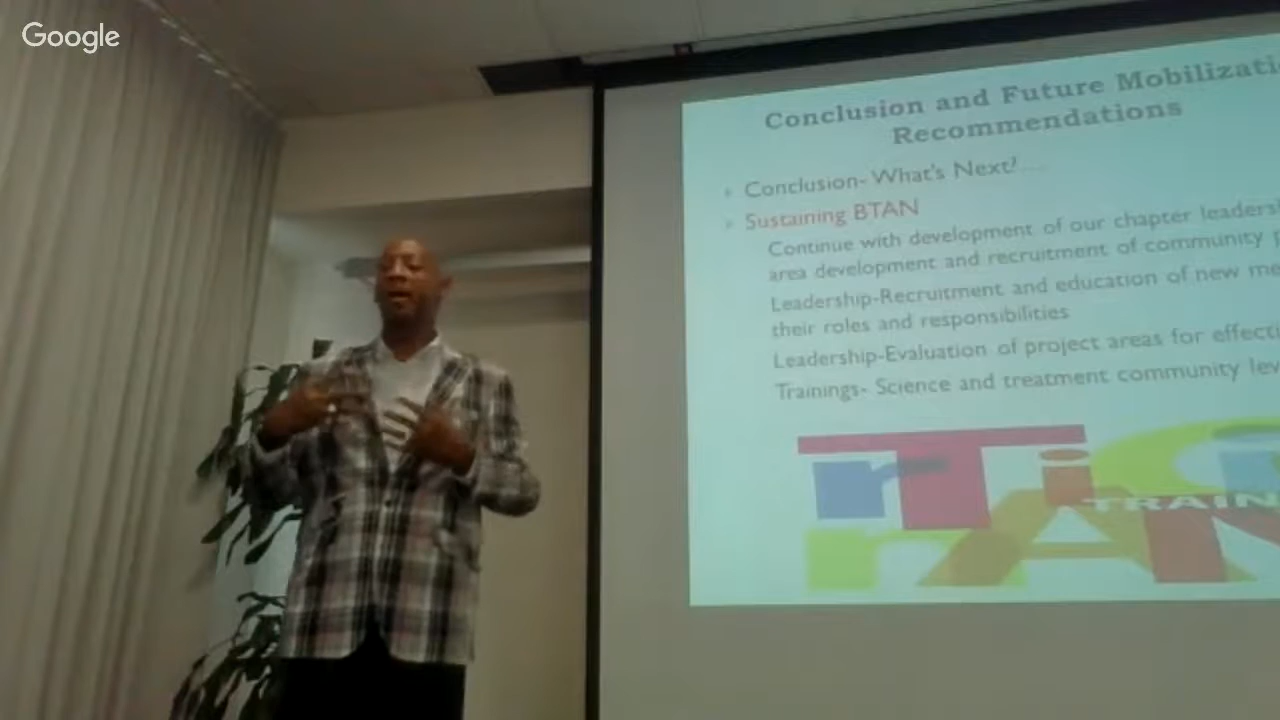 Google
Conclusion and Future Mobilizati
Recommendations
Conclusion- What's Next?....
Sustaining BTAN
Continue with development of our chapter leaders
area development and recruitment of community p
Leadership-Recruitment and education of new me
their roles and responsibilities
Leadership-Evaluation of project areas for effecti
Trainings- Science and treatment community lev
TRAIN